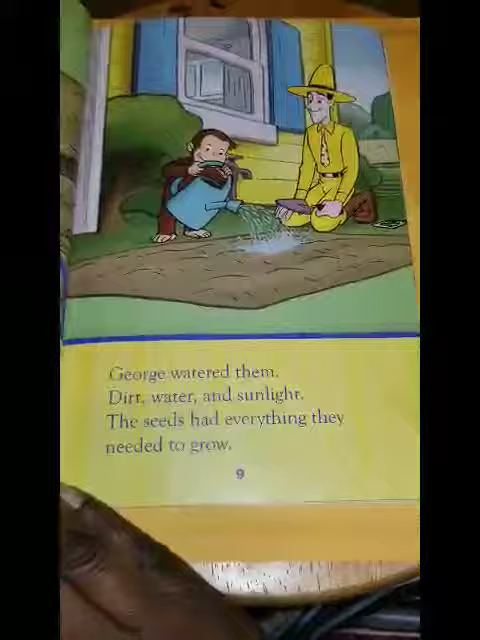 George watered them.
Dirt, water, and sunlight.
The seeds had everything they
needed to grow.
9